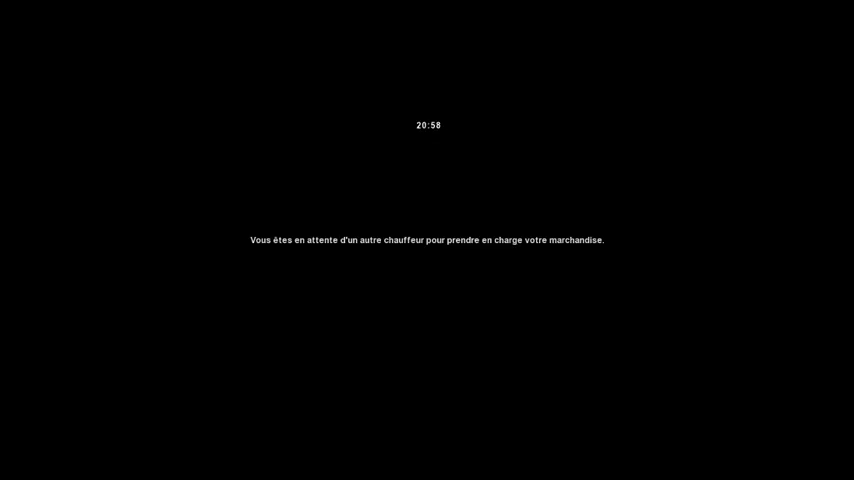 20:58
Vous êtes en attente d'un autre chauffeur pour prendre en charge votre marchandise.